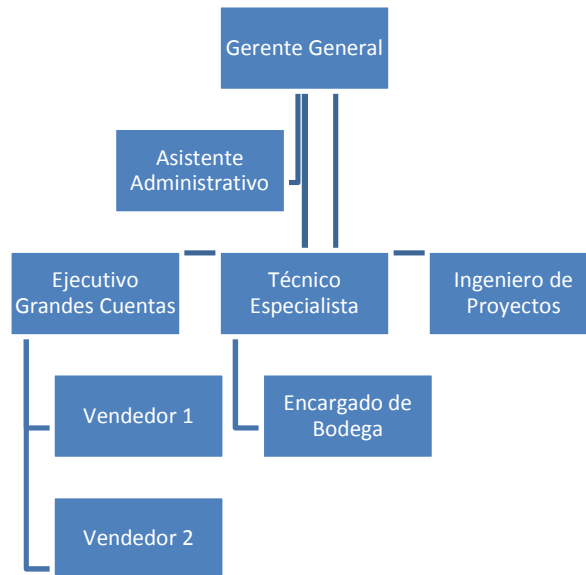 Gerente General
Asistente
Administrativo
Ejecutivo
Grandes Cuentas
Técnico
Especialista
Ingeniero de
Proyectos
Vendedor 1
Encargado de
Bodega
Vendedor 2